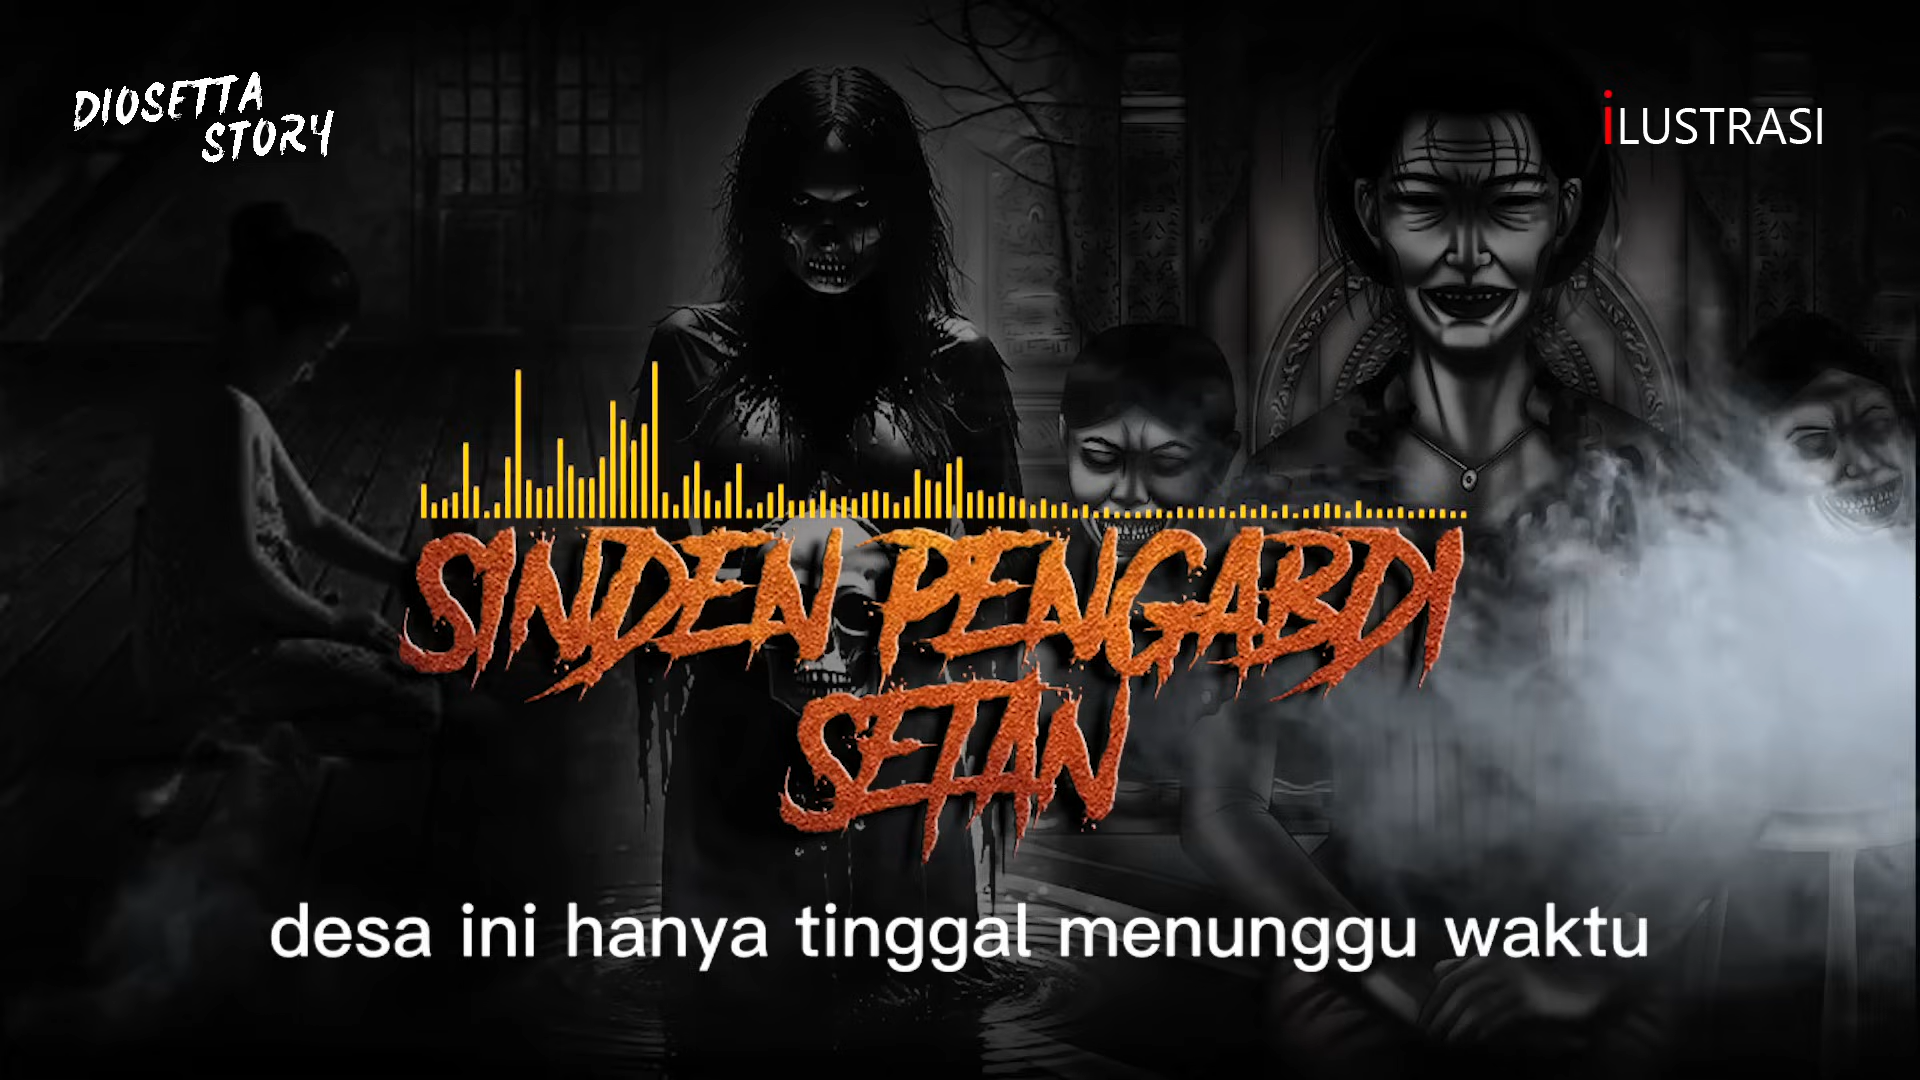 DIOSETTA
STORY
iLUSTRASI
SINDEN PENGABDI
SETAN
desa ini hanya tinggal menunggu waktu